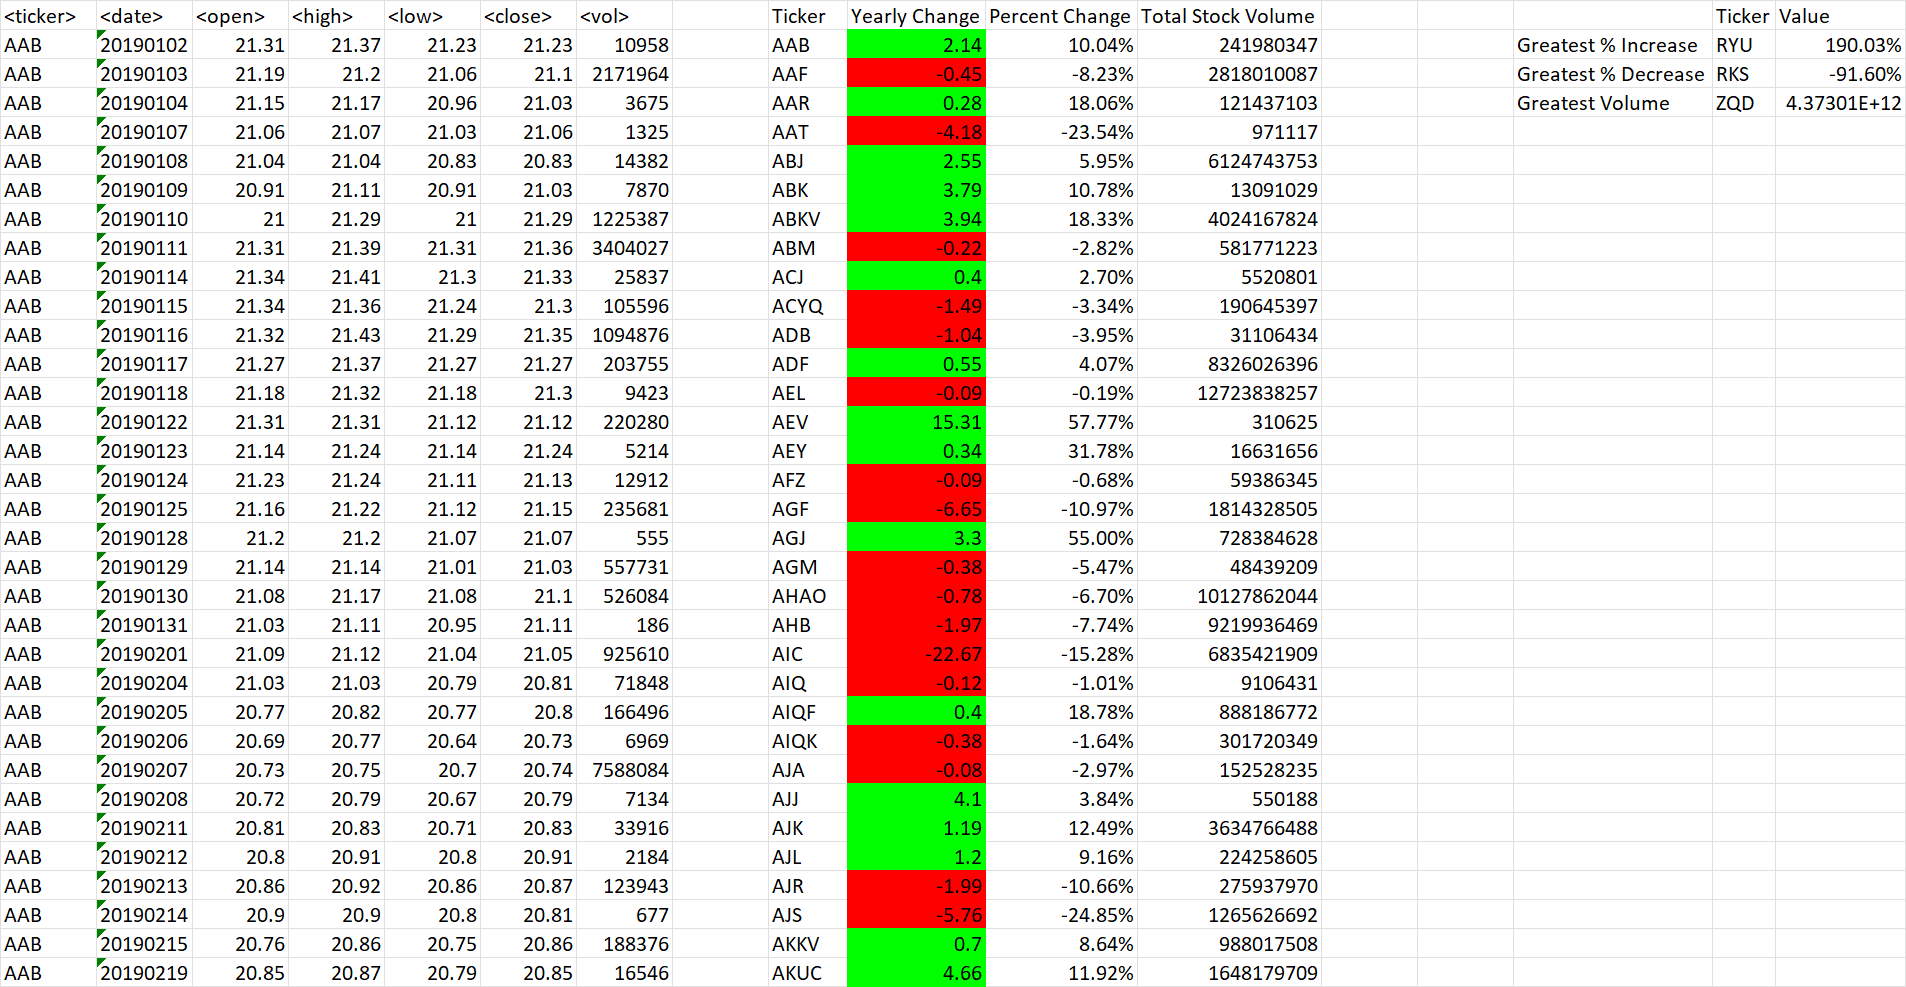 <ticker> <date> <open> <high> <low> <close> <vol> Ticker Yearly Change Percent Change Total Stock Volume Ticker Value
AAB 20190102 21.31 21.37 21.23 21.23 10958 AAB 2.14 10.04% 241980347 Greatest % Increase RYU 190.03%
AAB 20190103 21.19 21.2 21.06 21.1 2171964 AAF -0.45 -8.23% 2818010087 Greatest % Decrease RKS -91.60%
AAB 20190104 21.15 21.17 20.96 21.03 3675 AAR 0.28 18.06% 121437103 Greatest Volume ZQD 4.37301E+12
AAB 20190107 21.06 21.07 21.03 21.06 1325 AAT -4.18 -23.54% 971117
AAB 20190108 21.04 21.04 20.83 20.83 14382 ABJ 2.55 5.95% 6124743753
AAB 20190109 20.91 21.11 20.91 21.03 7870 ABK 3.79 10.78% 13091029
AAB 20190110 21 21.29 21 21.29 1225387 ABKV 3.94 18.33% 4024167824
AAB 20190111 21.31 21.39 21.31 21.36 3404027 ABM -0.22 -2.82% 581771223
AAB 20190114 21.34 21.41 21.3 21.33 25837 ACJ 0.4 2.70% 5520801
AAB 20190115 21.34 21.36 21.24 21.3 105596 ACYQ -1.49 -3.34% 190645397
AAB 20190116 21.32 21.43 21.29 21.35 1094876 ADB -1.04 -3.95% 31106434
AAB 20190117 21.27 21.37 21.27 21.27 203755 ADF 0.55 4.07% 8326026396
AAB 20190118 21.18 21.32 21.18 21.3 9423 AEL -0.09 -0.19% 12723838257
AAB 20190122 21.31 21.31 21.12 21.12 220280 AEV 15.31 57.77% 310625
AAB 20190123 21.14 21.24 21.14 21.24 5214 AEY 0.34 31.78% 16631656
AAB 20190124 21.23 21.24 21.11 21.13 12912 AFZ -0.09 -0.68% 59386345
AAB 20190125 21.16 21.22 21.12 21.15 235681 AGF -6.65 -10.97% 1814328505
AAB 20190128 21.2 21.2 21.07 21.07 555 AGJ 3.3 55.00% 728384628
AAB 20190129 21.14 21.14 21.01 21.03 557731 AGM -0.38 -5.47% 48439209
AAB 20190130 21.08 21.17 21.08 21.1 526084 AHAO -0.78 -6.70% 10127862044
AAB 20190131 21.03 21.11 20.95 21.11 186 AHB -1.97 -7.74% 9219936469
AAB 20190201 21.09 21.12 21.04 21.05 925610 AIC -22.67 -15.28% 6835421909
AAB 20190204 21.03 21.03 20.79 20.81 71848 AIQ -0.12 -1.01% 9106431
AAB 20190205 20.77 20.82 20.77 20.8 166496 AIQF 0.4 18.78% 888186772
AAB 20190206 20.69 20.77 20.64 20.73 6969 AIQK -0.38 -1.64% 301720349
AAB 20190207 20.73 20.75 20.7 20.74 7588084 AJA -0.08 -2.97% 152528235
AAB 20190208 20.72 20.79 20.67 20.79 7134 AJJ 4.1 3.84% 550188
AAB 20190211 20.81 20.83 20.71 20.83 33916 AJK 1.19 12.49% 3634766488
AAB 20190212 20.8 20.91 20.8 20.91 2184 AJL 1.2 9.16% 224258605
AAB 20190213 20.86 20.92 20.86 20.87 123943 AJR -1.99 -10.66% 275937970
AAB 20190214 20.9 20.9 20.8 20.81 677 AJS -5.76 -24.85% 1265626692
AAB 20190215 20.76 20.86 20.75 20.86 188376 AKKV 0.7 8.64% 988017508
AAB 20190219 20.85 20.87 20.79 20.85 16546 AKUC 4.66 11.92% 1648179709